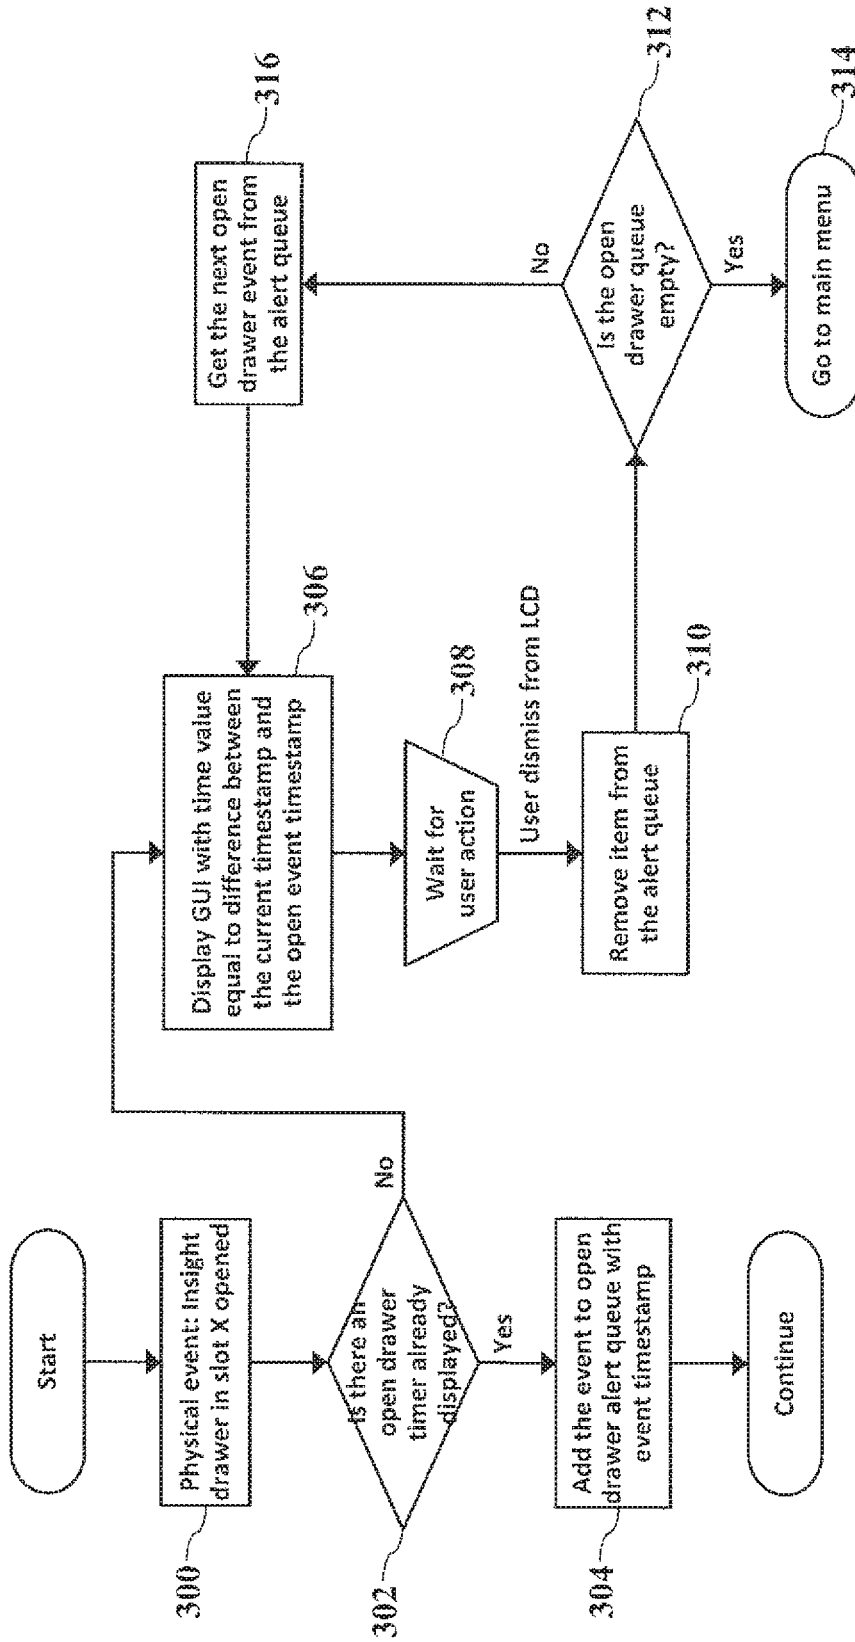 Start
Physical event: Insight
drawer in slot X opened
300
Is there an
open drawer
timer already
displayed?
302
No
Yes
Add the event to open
drawer alert queue with
event timestamp
304
Continue
Display GUI with time value
equal to difference between
the current timestamp and
the open event timestamp
306
Wait for
user action
308
User dismiss from LCD
Remove item from
the alert queue
310
Get the next open
drawer event from
the alert queue
316
No
Is the open
drawer queue
empty?
312
Yes
Go to main menu
314